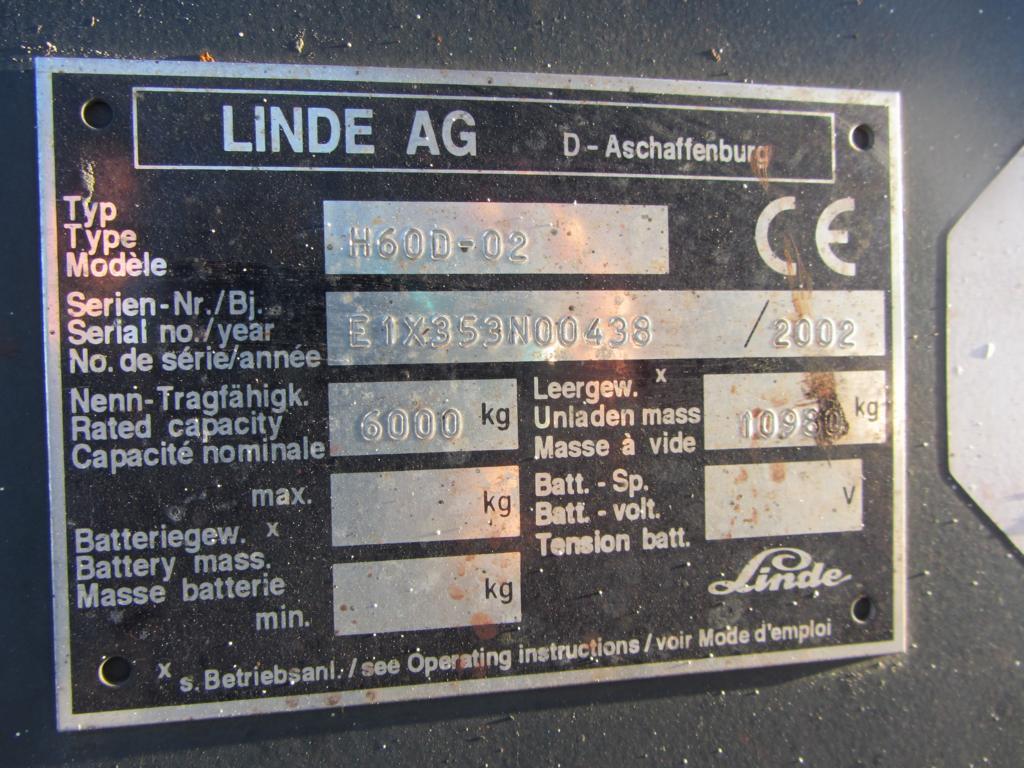 LINDE AG D - Aschaffenburg
Typ
Type
Modèle
H60D-02
CE
Serien-Nr./Bj.
Serial no./year
No. de série/année
E1X353N00438 / 2002
Nenn-Tragfähigk.
Rated capacity
Capacité nominale
6000 kg
Leergew. x
Unladen mass
Masse à vide
10980 kg
max.
kg
Batteriegew. x
Battery mass.
Masse batterie
min.
kg
Batt. - Sp.
Batt. - volt.
Tension batt.
V
Linde
x s. Betriebsanl./see Operating instructions/voir Mode d'emploi